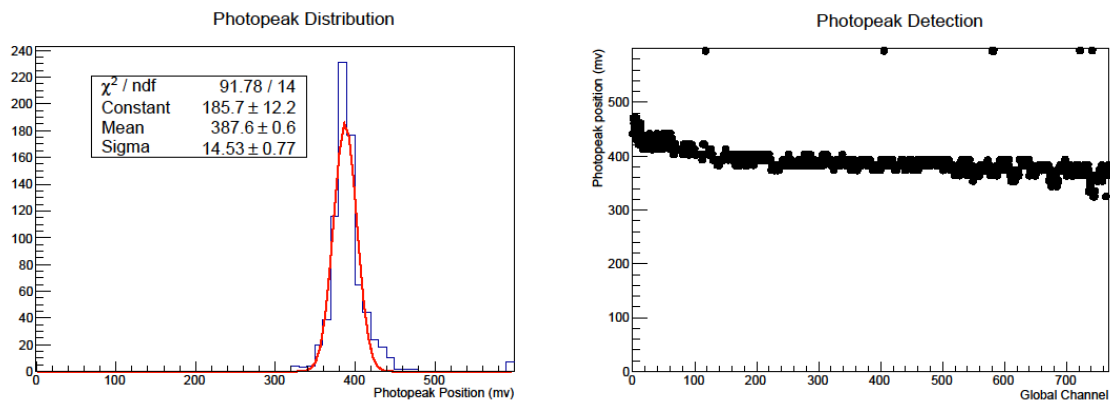 Photopeak Distribution
χ² / ndf 91.78 / 14
Constant 185.7 ± 12.2
Mean 387.6 ± 0.6
Sigma 14.53 ± 0.77
240
220
200
180
160
140
120
100
80
60
40
20
0
0 100 200 300 400 500
Photopeak Position (mv)
Photopeak Detection
Photopeak position (mv)
500
400
300
200
100
0
0 100 200 300 400 500 600 700
Global Channel